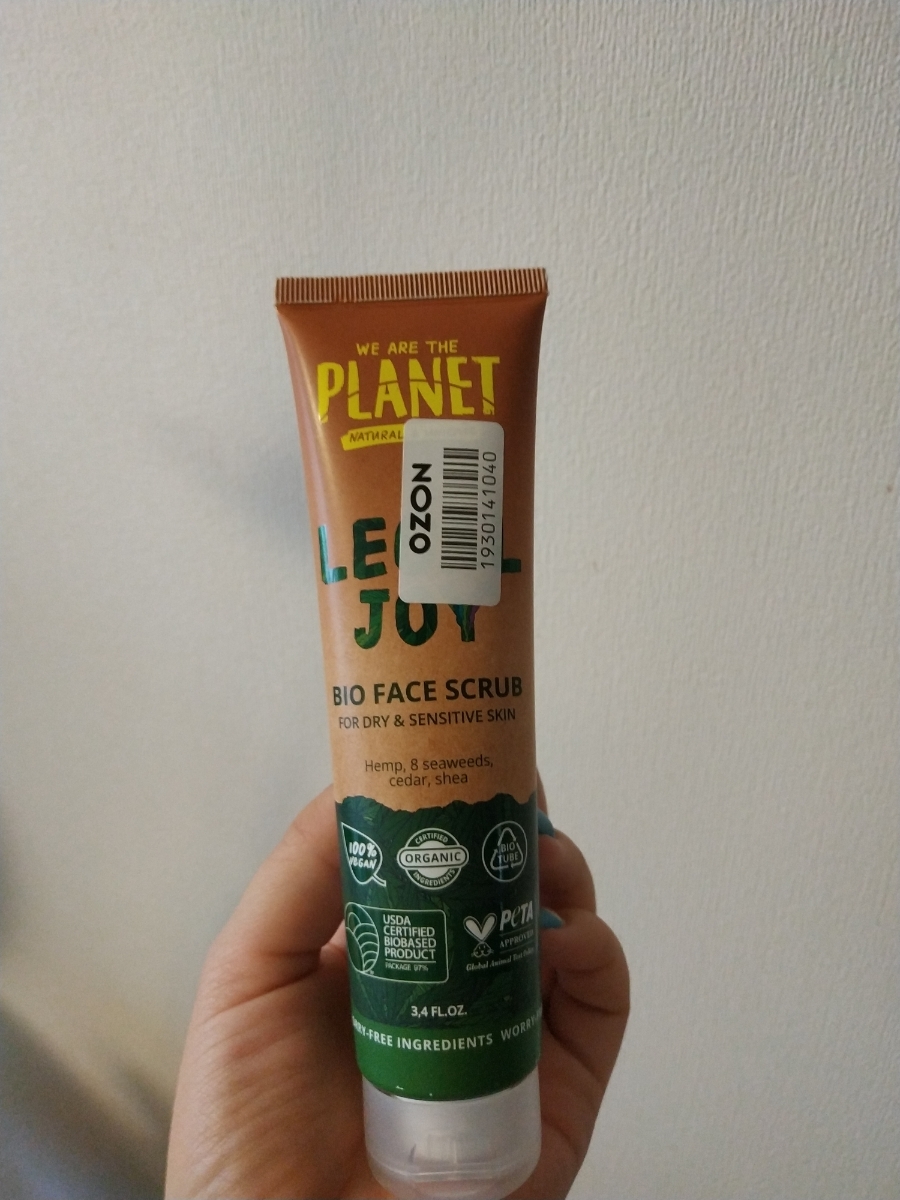 WE ARE THE
PLANET
NATURAL
OZON
1930141040
JOY
BIO FACE SCRUB
FOR DRY & SENSITIVE SKIN
Hemp, 8 seaweeds,
cedar, shea
100%
VEGAN
CERTIFIED
ORGANIC
INGREDIENTS
BIO
TUBE
USDA
CERTIFIED
BIOBASED
PRODUCT
PACKAGE 97%
PETA
APPROVED
Global Animal Test Policy
3,4 FL.OZ.
RRY-FREE INGREDIENTS WORRY-